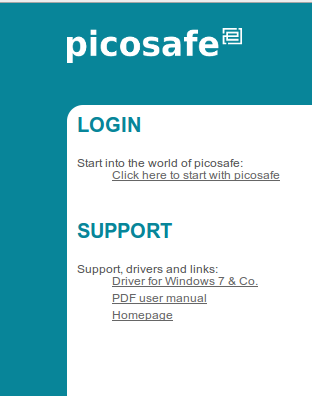 picosafe
LOGIN
Start into the world of picosafe:
Click here to start with picosafe
SUPPORT
Support, drivers and links:
Driver for Windows 7 & Co.
PDF user manual
Homepage